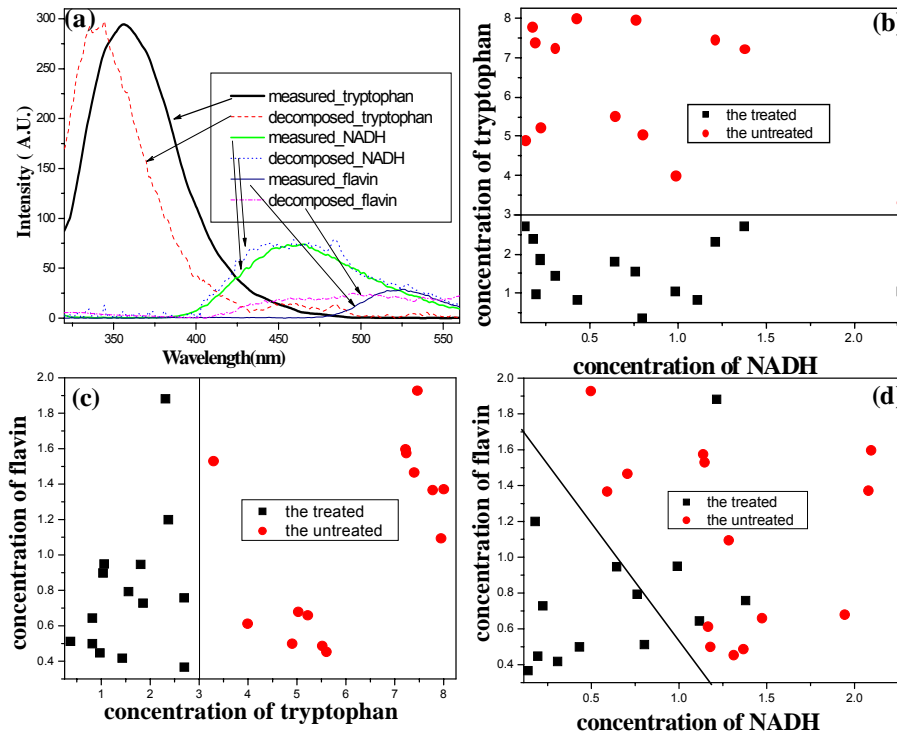 (a)
300
250
200
150
100
50
0
Intensity ( A.U.)
350
400
450
500
550
Wavelength(nm)
measured_tryptophan
decomposed_tryptophan
measured_NADH
decomposed_NADH
measured_flavin
decomposed_flavin
(b)
8
7
6
5
4
3
2
1
concentration of tryptophan
0.5
1.0
1.5
2.0
concentration of NADH
the treated
the untreated
(c)
2.0
1.8
1.6
1.4
1.2
1.0
0.8
0.6
0.4
concentration of flavin
1
2
3
4
5
6
7
8
concentration of tryptophan
the treated
the untreated
(d)
2.0
1.8
1.6
1.4
1.2
1.0
0.8
0.6
0.4
concentration of flavin
0.5
1.0
1.5
2.0
concentration of NADH
the treated
the untreated